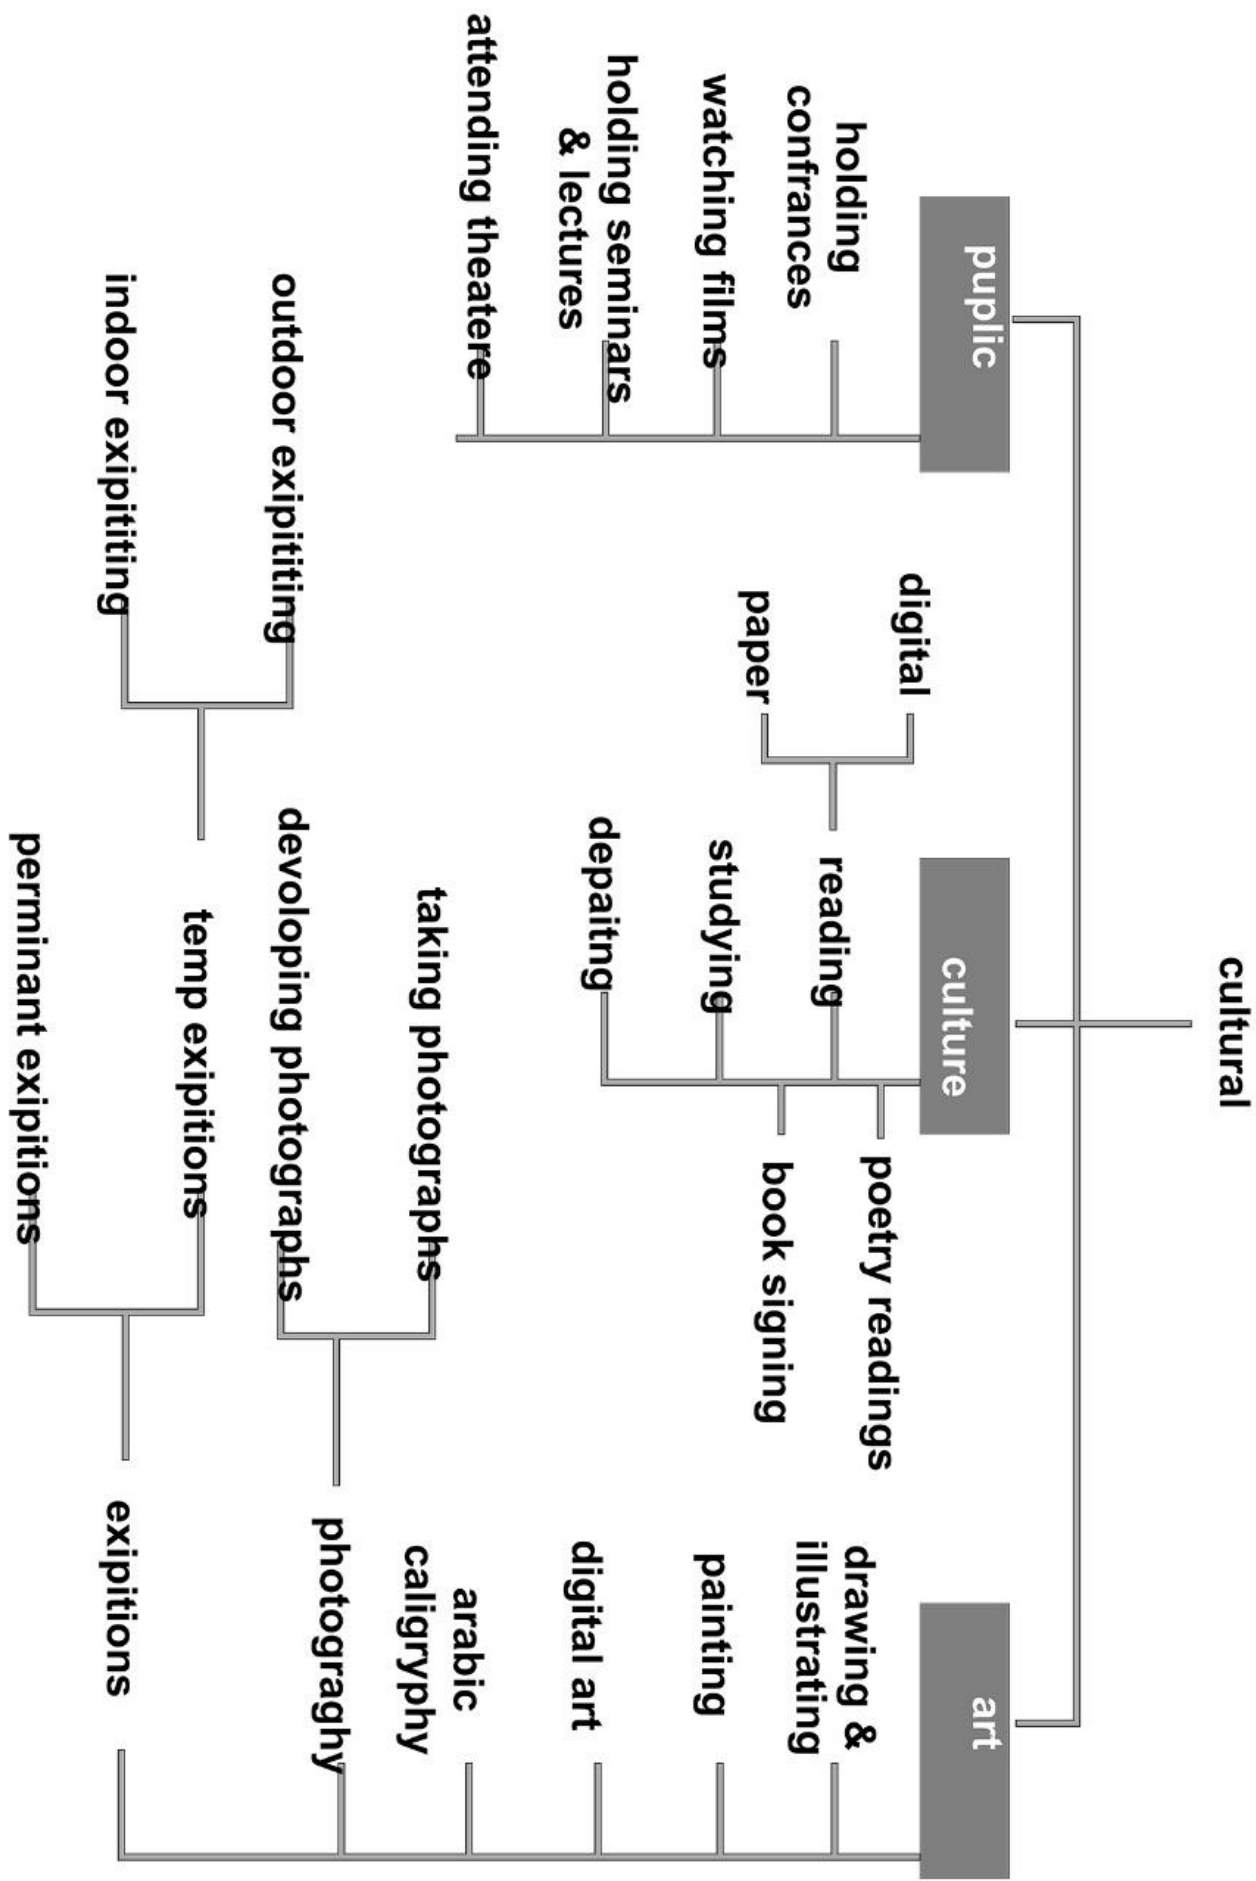 cultural
puplic
holding
confrances
watching films
holding seminars
& lectures
attending theatere
culture
poetry readings
reading
digital
paper
book signing
studying
depaitng
art
drawing &
illustrating
painting
digital art
arabic
caligryphy
photograghy
taking photographs
devoloping photographs
exipitions
temp exipitions
outdoor exipititing
indoor exipititing
perminant exipitions